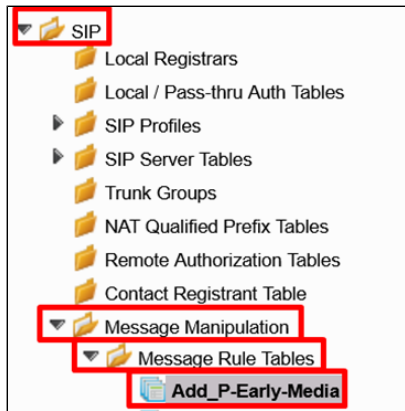 SIP
Local Registrars
Local / Pass-thru Auth Tables
SIP Profiles
SIP Server Tables
Trunk Groups
NAT Qualified Prefix Tables
Remote Authorization Tables
Contact Registrant Table
Message Manipulation
Message Rule Tables
Add_P-Early-Media